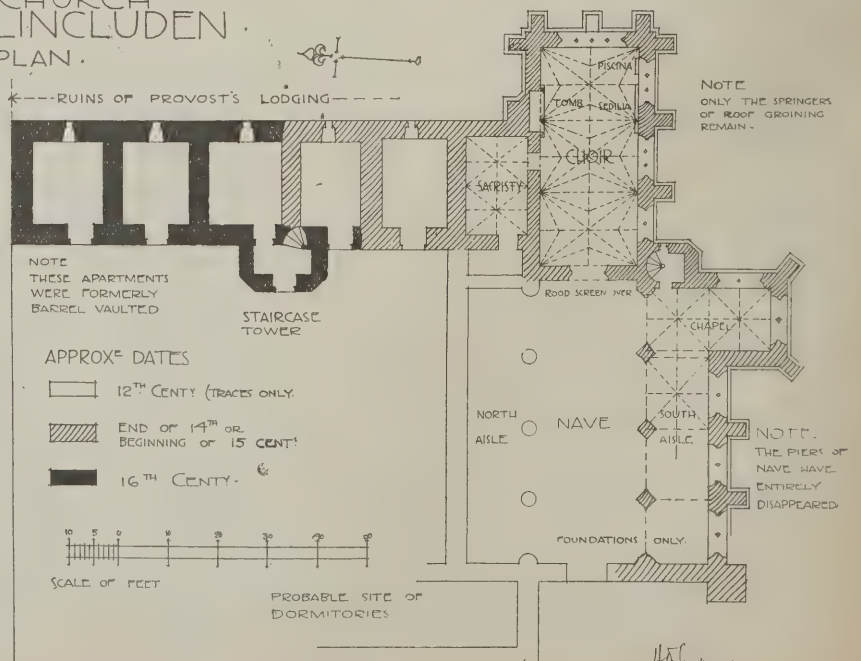 CHURCH
LINCLUDEN.
PLAN.
RUINS OF PROVOST'S LODGING
PISCINA
TOMB
SEDILIA
CHOIR
SACRISTY
NOTE
ONLY THE SPRINGERS
OF ROOF GROINING
REMAIN.
NOTE
THESE APARTMENTS
WERE FORMERLY
BARREL VAULTED
STAIRCASE
TOWER
ROOD SCREEN OVER
CHAPEL
NORTH
AISLE
NAVE
SOUTH
AISLE
NOTE.
THE PIERS OF
NAVE HAVE
ENTIRELY
DISAPPEARED
FOUNDATIONS ONLY.
APPROXE DATES
12TH CENTY (TRACES ONLY.
END OF 14TH OR
BEGINNING OF 15 CENTY
16TH CENTY.
10 5 0 10 20 30 40 50
SCALE OF FEET
PROBABLE SITE OF
DORMITORIES